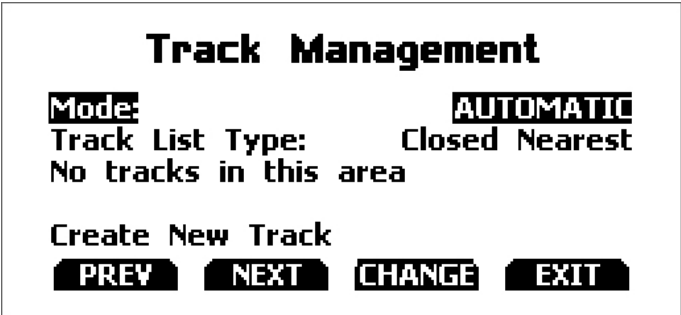 Track Management
Mode: AUTOMATIC
Track List Type: Closed Nearest
No tracks in this area
Create New Track
PREV NEXT CHANGE EXIT